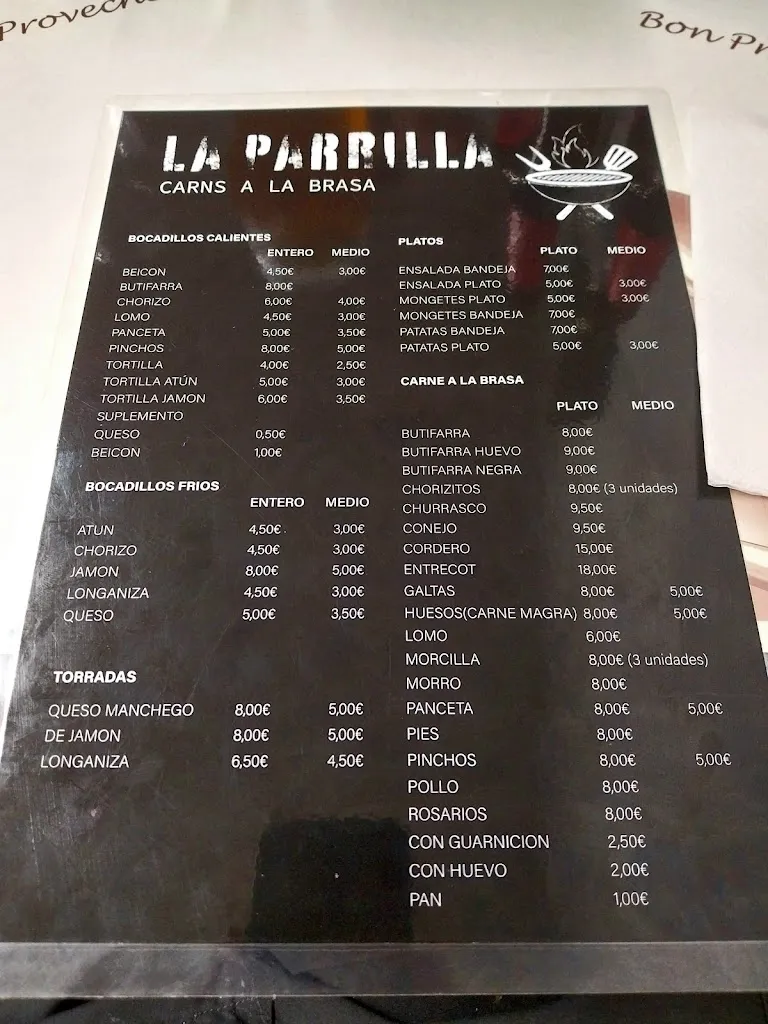 Provech
Bon Pr
LA PARRILLA
CARNS A LA BRASA
BOCADILLOS CALIENTES
ENTERO MEDIO
BEICON 4,50€ 3,00€
BUTIFARRA 8,00€
CHORIZO 6,00€ 4,00€
LOMO 4,50€ 3,00€
PANCETA 5,00€ 3,50€
PINCHOS 8,00€ 5,00€
TORTILLA 4,00€ 2,50€
TORTILLA ATÚN 5,00€ 3,00€
TORTILLA JAMON 6,00€ 3,50€
SUPLEMENTO
QUESO 0,50€
BEICON 1,00€
BOCADILLOS FRIOS
ENTERO MEDIO
ATUN 4,50€ 3,00€
CHORIZO 4,50€ 3,00€
JAMON 8,00€ 5,00€
LONGANIZA 4,50€ 3,00€
QUESO 5,00€ 3,50€
TORRADAS
QUESO MANCHEGO 8,00€ 5,00€
DE JAMON 8,00€ 5,00€
LONGANIZA 6,50€ 4,50€
PLATOS
PLATO MEDIO
ENSALADA BANDEJA 7,00€
ENSALADA PLATO 5,00€ 3,00€
MONGETES PLATO 5,00€ 3,00€
MONGETES BANDEJA 7,00€
PATATAS BANDEJA 7,00€
PATATAS PLATO 5,00€ 3,00€
CARNE A LA BRASA
PLATO MEDIO
BUTIFARRA 8,00€
BUTIFARRA HUEVO 9,00€
BUTIFARRA NEGRA 9,00€
CHORIZITOS 8,00€ (3 unidades)
CHURRASCO 9,50€
CONEJO 9,50€
CORDERO 15,00€
ENTRECOT 18,00€
GALTAS 8,00€ 5,00€
HUESOS(CARNE MAGRA) 8,00€ 5,00€
LOMO 6,00€
MORCILLA 8,00€ (3 unidades)
MORRO 8,00€
PANCETA 8,00€ 5,00€
PIES 8,00€
PINCHOS 8,00€ 5,00€
POLLO 8,00€
ROSARIOS 8,00€
CON GUARNICION 2,50€
CON HUEVO 2,00€
PAN 1,00€